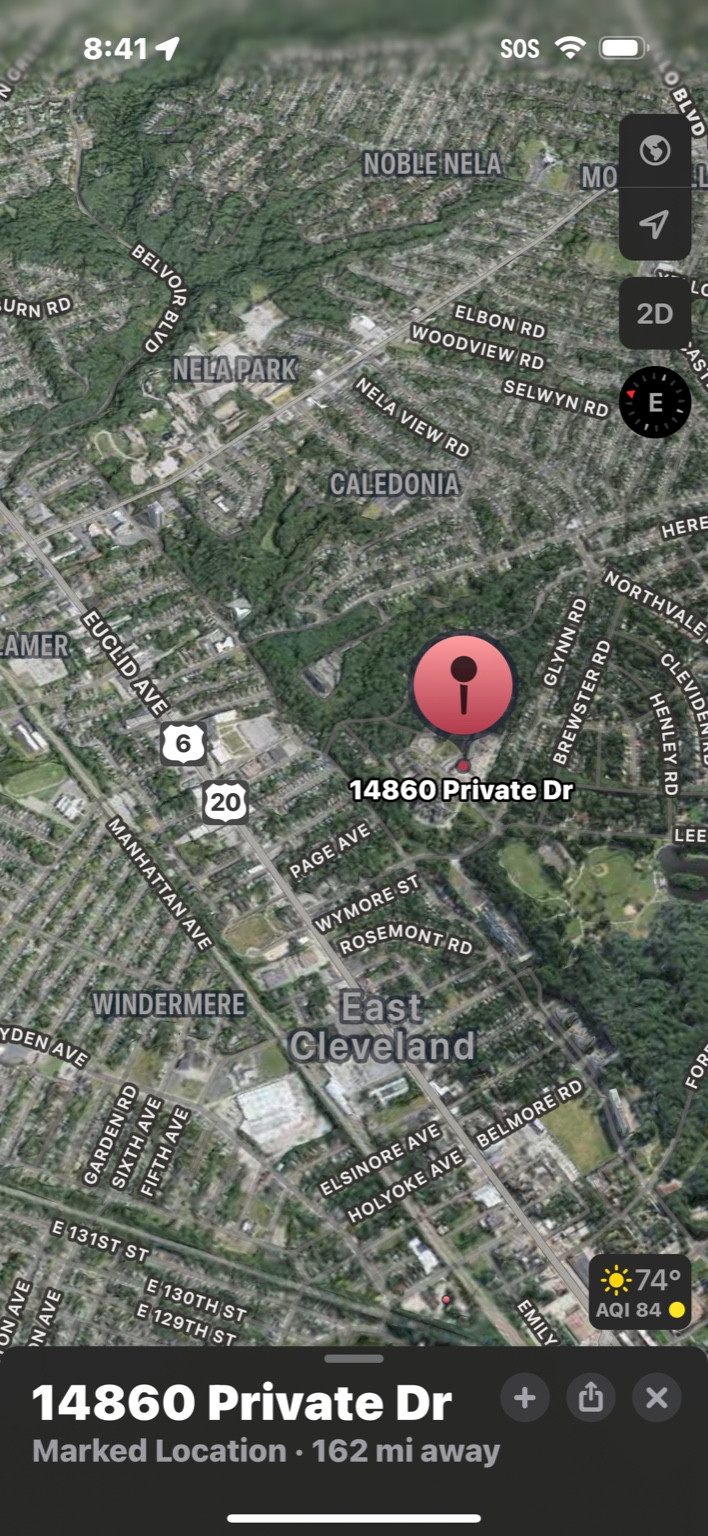 8:41
SOS
NOBLE NELA
BELVOIR BLVD
2D
ELBON RD
WOODVIEW RD
NELA PARK
SELWYN RD
E
NELA VIEW RD
CALEDONIA
NORTHVALE
GLYNN RD
EUCLID AVE
BREWSTER RD
HENLEY RD
6
14860 Private Dr
20
PAGE AVE
MANHATTAN AVE
WYMORE ST
ROSEMONT RD
WINDERMERE
East
Cleveland
BELMORE RD
GARDEN RD
SIXTH AVE
FIFTH AVE
ELSINORE AVE
HOLYOKE AVE
E 131ST ST
74°
AQI 84
E 130TH ST
E 129TH ST
EMILY
14860 Private Dr
Marked Location · 162 mi away